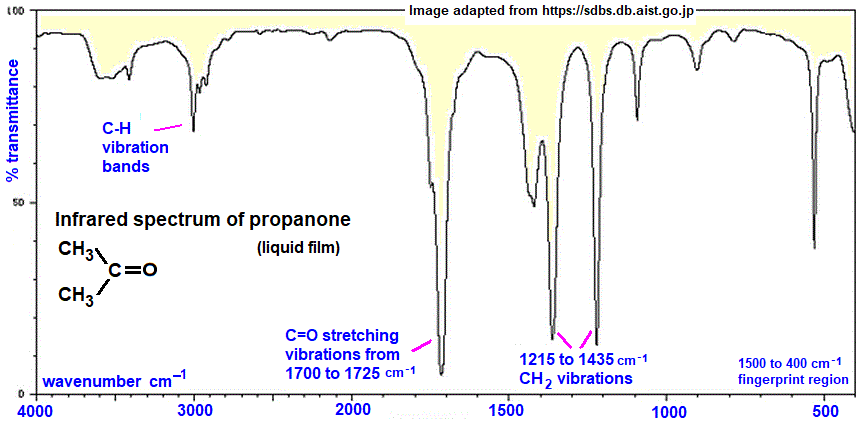 Image adapted from https://sdbs.db.aist.go.jp
100
% transmittance
50
0
C-H
vibration
bands
Infrared spectrum of propanone
(liquid film)
CH3
C=O
CH3
C=O stretching
vibrations from
1700 to 1725 cm⁻¹
1215 to 1435 cm⁻¹
CH2 vibrations
1500 to 400 cm⁻¹
fingerprint region
wavenumber cm⁻¹
4000 3000 2000 1500 1000 500